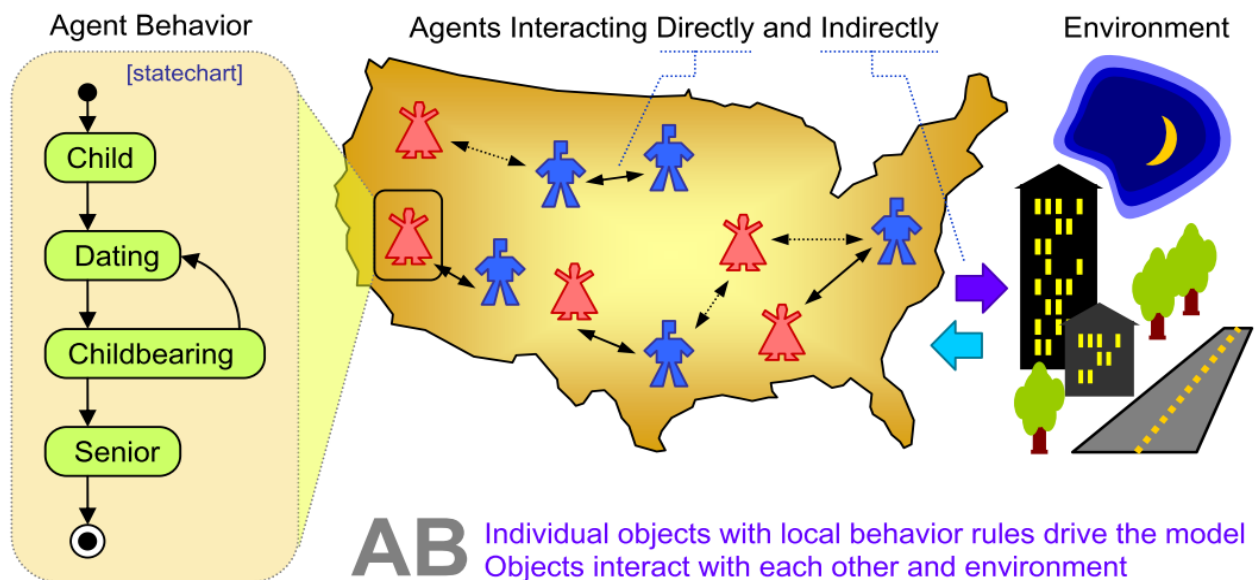 Agent Behavior
Agents Interacting Directly and Indirectly
Environment
[statechart]
Child
Dating
Childbearing
Senior
AB
Individual objects with local behavior rules drive the model
Objects interact with each other and environment